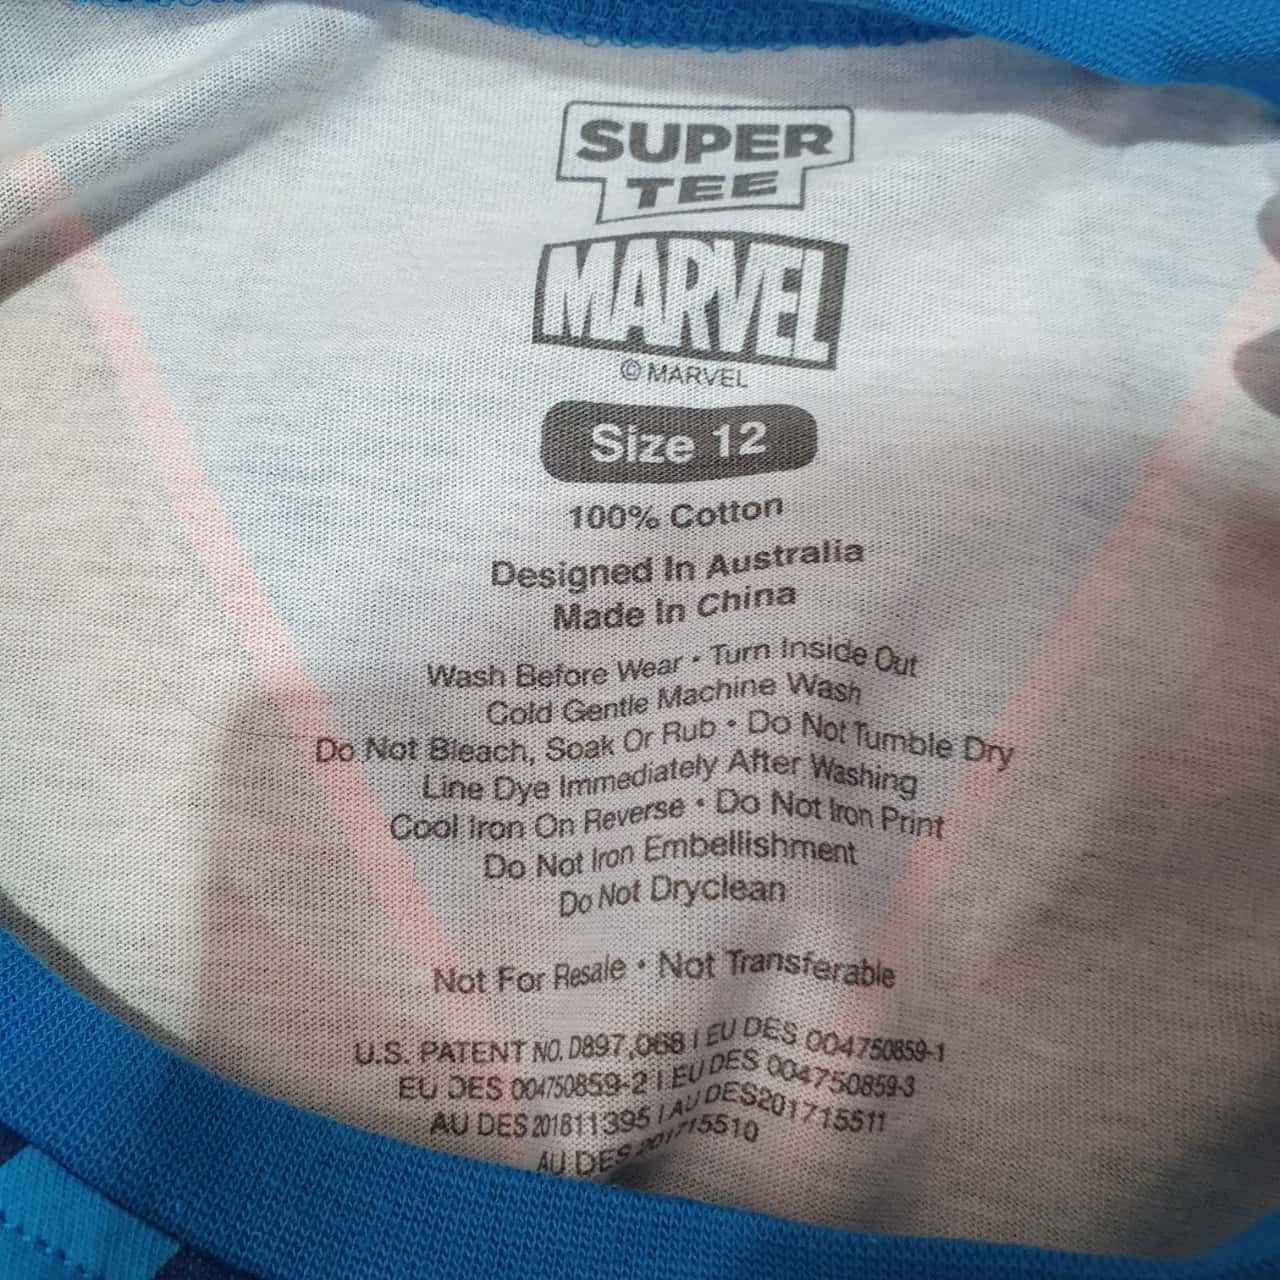 SUPER
TEE
MARVEL
© MARVEL
Size 12
100% Cotton
Designed In Australia
Made In China
Wash Before Wear • Turn Inside Out
Cold Gentle Machine Wash
Do Not Bleach, Soak Or Rub • Do Not Tumble Dry
Line Dye Immediately After Washing
Cool Iron On Reverse • Do Not Iron Print
Do Not Iron Embellishment
Do Not Dryclean
Not For Resale • Not Transferable
U.S. PATENT NO. D897,068 | EU DES 004750859-1
EU DES 004750859-2 | EU DES 004750859-3
AU DES 201811395 | AU DES201715511
AU DES 201715510